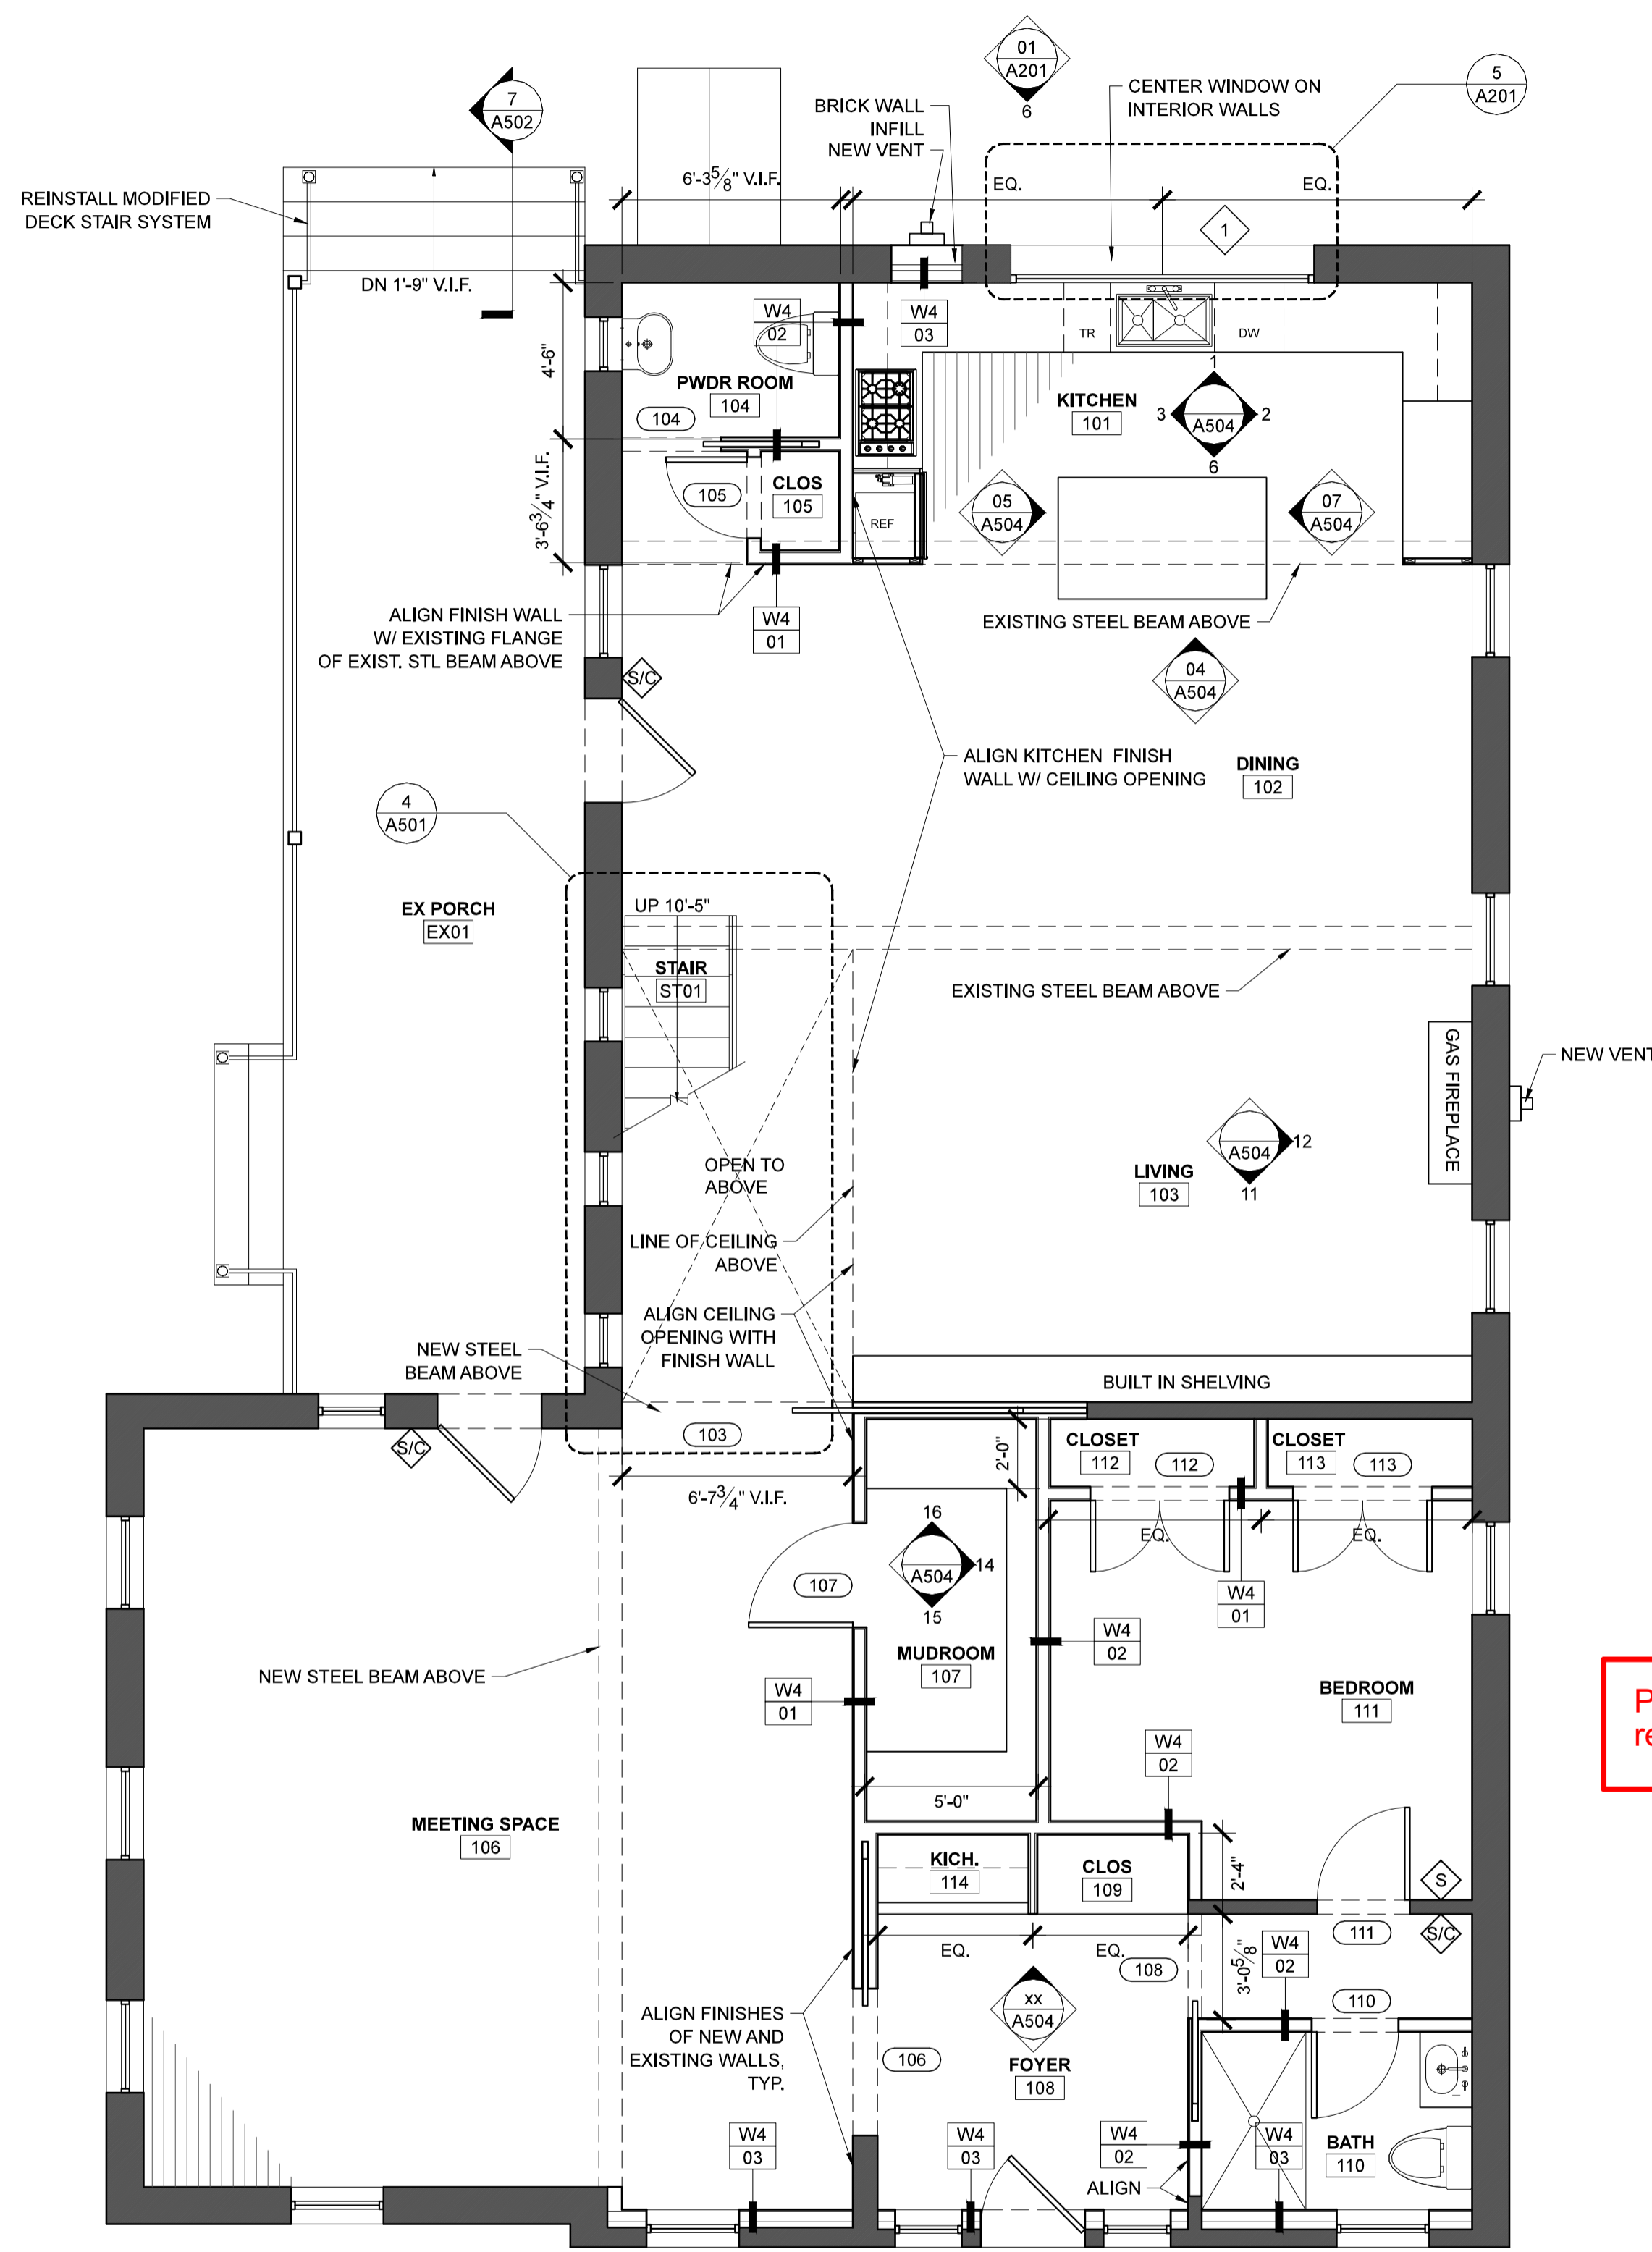 01
A201
6
5
A201
CENTER WINDOW ON
INTERIOR WALLS
7
A502
BRICK WALL
INFILL
NEW VENT
6'-3 5/8" V.I.F.
EQ.
EQ.
REINSTALL MODIFIED
DECK STAIR SYSTEM
1
DN 1'-9" V.I.F.
W4
02
W4
03
TR
DW
4'-6"
PWDR ROOM
104
104
KITCHEN
101
1
3
A504
2
6
3'-6 3/4" V.I.F.
CLOS
105
105
REF
05
A504
07
A504
ALIGN FINISH WALL
W/ EXISTING FLANGE
OF EXIST. STL BEAM ABOVE
W4
01
EXISTING STEEL BEAM ABOVE
S/C
04
A504
ALIGN KITCHEN FINISH
WALL W/ CEILING OPENING
DINING
102
4
A501
EX PORCH
EX01
UP 10'-5"
STAIR
ST01
EXISTING STEEL BEAM ABOVE
GAS FIREPLACE
NEW VENT
A504
12
11
OPEN TO
ABOVE
LIVING
103
LINE OF CEILING
ABOVE
ALIGN CEILING
OPENING WITH
FINISH WALL
NEW STEEL
BEAM ABOVE
BUILT IN SHELVING
103
S/C
2'-0"
CLOSET
112
112
CLOSET
113
113
6'-7 3/4" V.I.F.
EQ.
EQ.
16
A504
14
15
107
W4
01
W4
02
MUDROOM
107
NEW STEEL BEAM ABOVE
W4
01
BEDROOM
111
P
re
W4
02
5'-0"
MEETING SPACE
106
KICH.
114
CLOS
109
2'-4"
S
S/C
111
EQ.
EQ.
108
W4
02
3'-0 5/8"
110
xx
A504
ALIGN FINISHES
OF NEW AND
EXISTING WALLS,
TYP.
106
FOYER
108
W4
03
W4
03
W4
02
W4
03
BATH
110
ALIGN